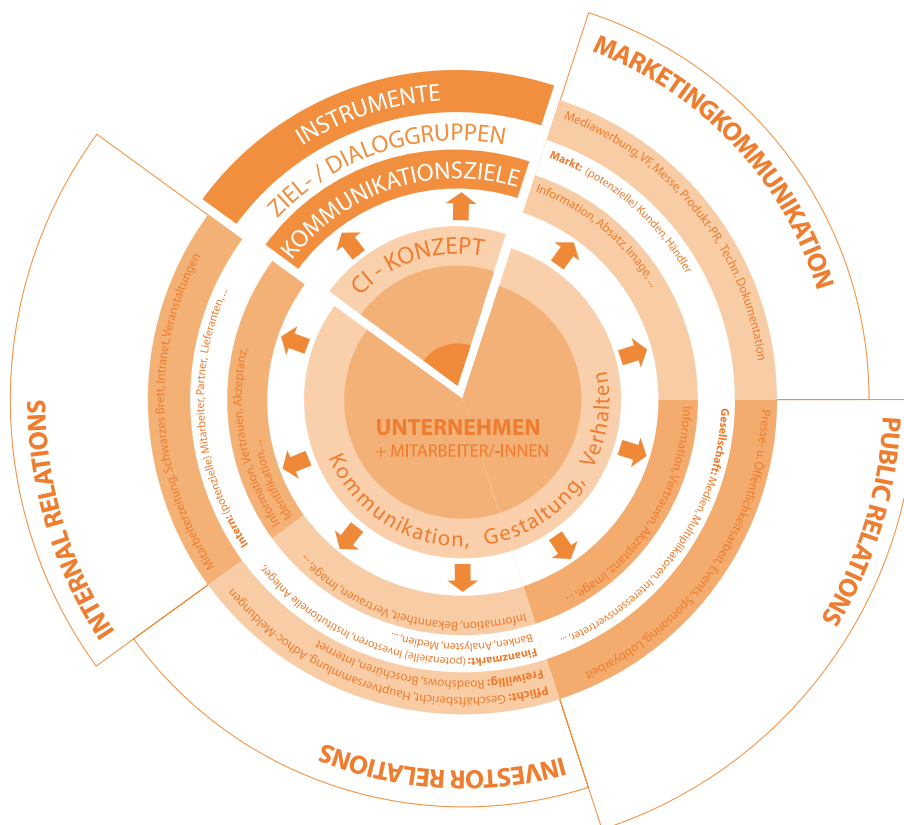 INSTRUMENTE
ZIEL- / DIALOGGRUPPEN
KOMMUNIKATIONSZIELE
CI - KONZEPT
UNTERNEHMEN
+ MITARBEITER/-INNEN
Kommunikation, Gestaltung, Verhalten
MARKETINGKOMMUNIKATION
Mediawerbung, VF, Messe, Produkt-PR, Techn. Dokumentation
Markt: (potenzielle) Kunden, Händler
Information, Absatz, Image, ...
PUBLIC RELATIONS
Presse- u. Öffentlichkeitsarbeit, Events, Sponsoring, Lobbyarbeit
Gesellschaft: Medien, Multiplikatoren, Interessensvertreter, ...
Information, Vertrauen, Akzeptanz, Image, ...
INVESTOR RELATIONS
Pflicht: Geschäftsbericht, Hauptversammlung, Adhoc-Meldungen
Freiwillig: Roadshows, Broschüren, Internet
Finanzmarkt: (potenzielle) Investoren, Institutionelle Anleger,
Banken, Analysten, Medien, ...
Information, Bekanntheit, Vertrauen, Image, ...
INTERNAL RELATIONS
Mitarbeiterzeitung, Schwarzes Brett, Intranet, Veranstaltungen
Intern: (potenzielle) Mitarbeiter, Partner, Lieferanten, ...
Information, Vertrauen, Akzeptanz,
Identifikation, ...